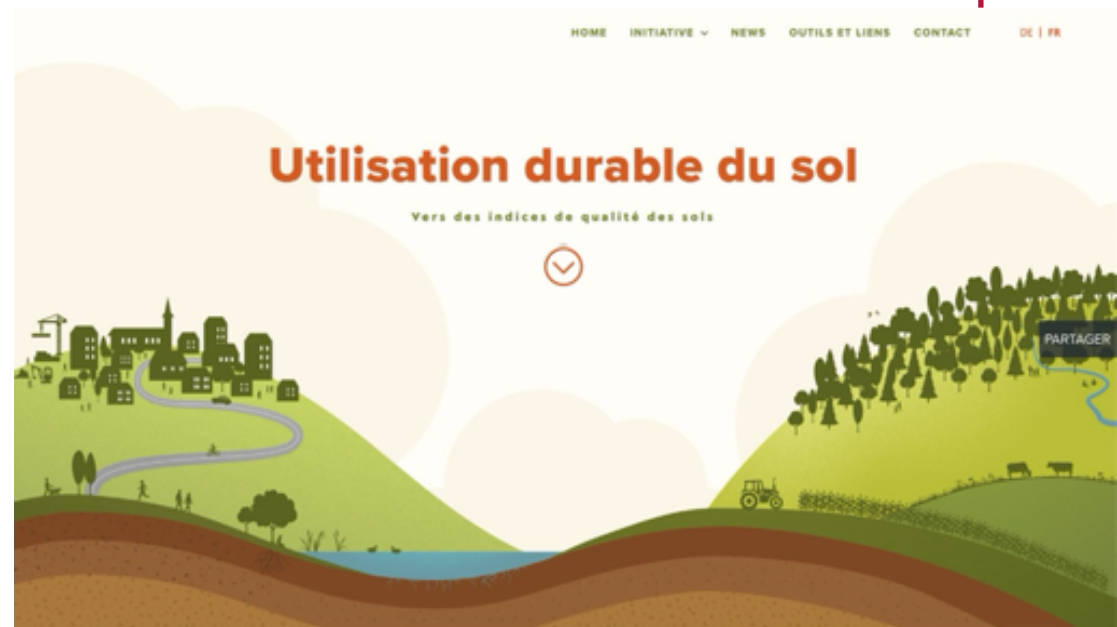 HOME INITIATIVE NEWS OUTILS ET LIENS CONTACT DE | FR
Utilisation durable du sol
Vers des indices de qualité des sols
PARTAGER